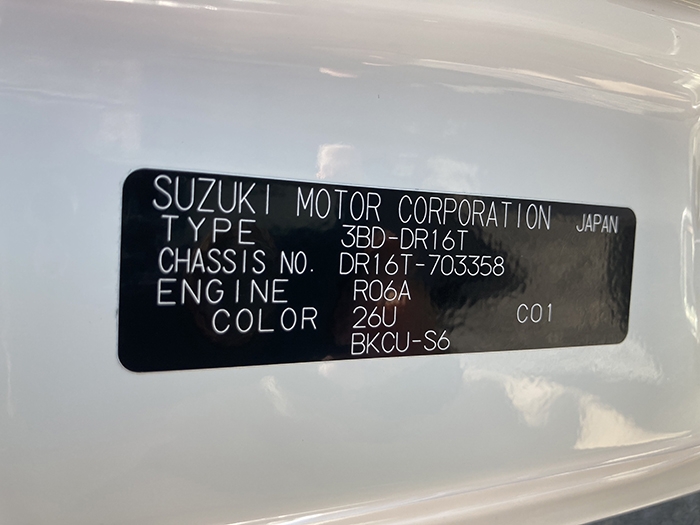 SUZUKI MOTOR CORPORATION JAPAN
TYPE 3BD-DR16T
CHASSIS NO. DR16T-703358
ENGINE R06A
COLOR 26U C01
BKCU-S6